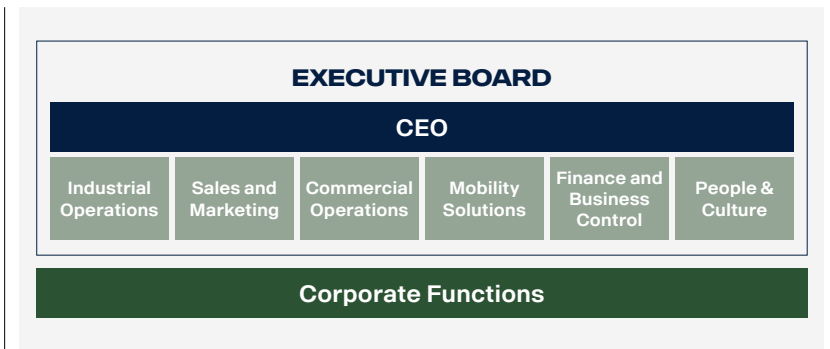 EXECUTIVE BOARD
CEO
Industrial
Operations
Sales and
Marketing
Commercial
Operations
Mobility
Solutions
Finance and
Business
Control
People &
Culture
Corporate Functions